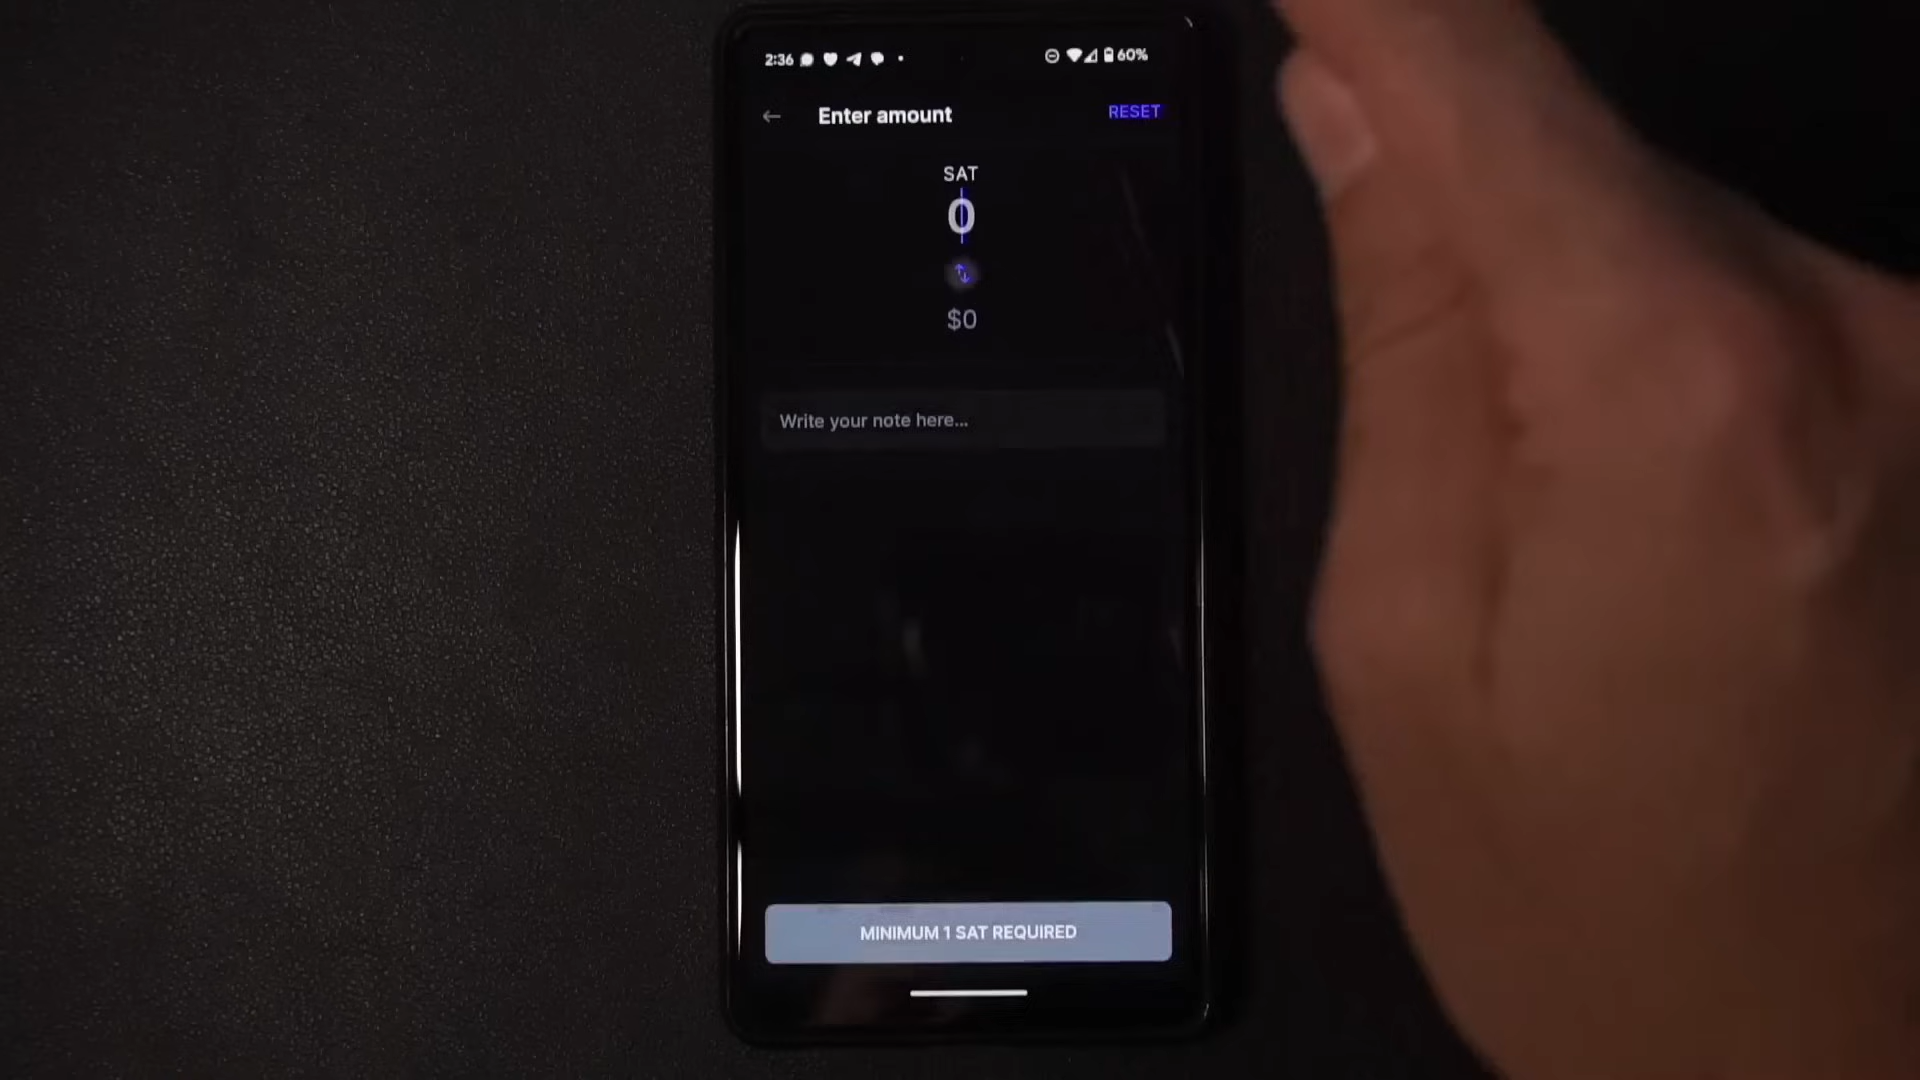 2:36
60%
Enter amount
RESET
SAT
0
$0
Write your note here...
MINIMUM 1 SAT REQUIRED